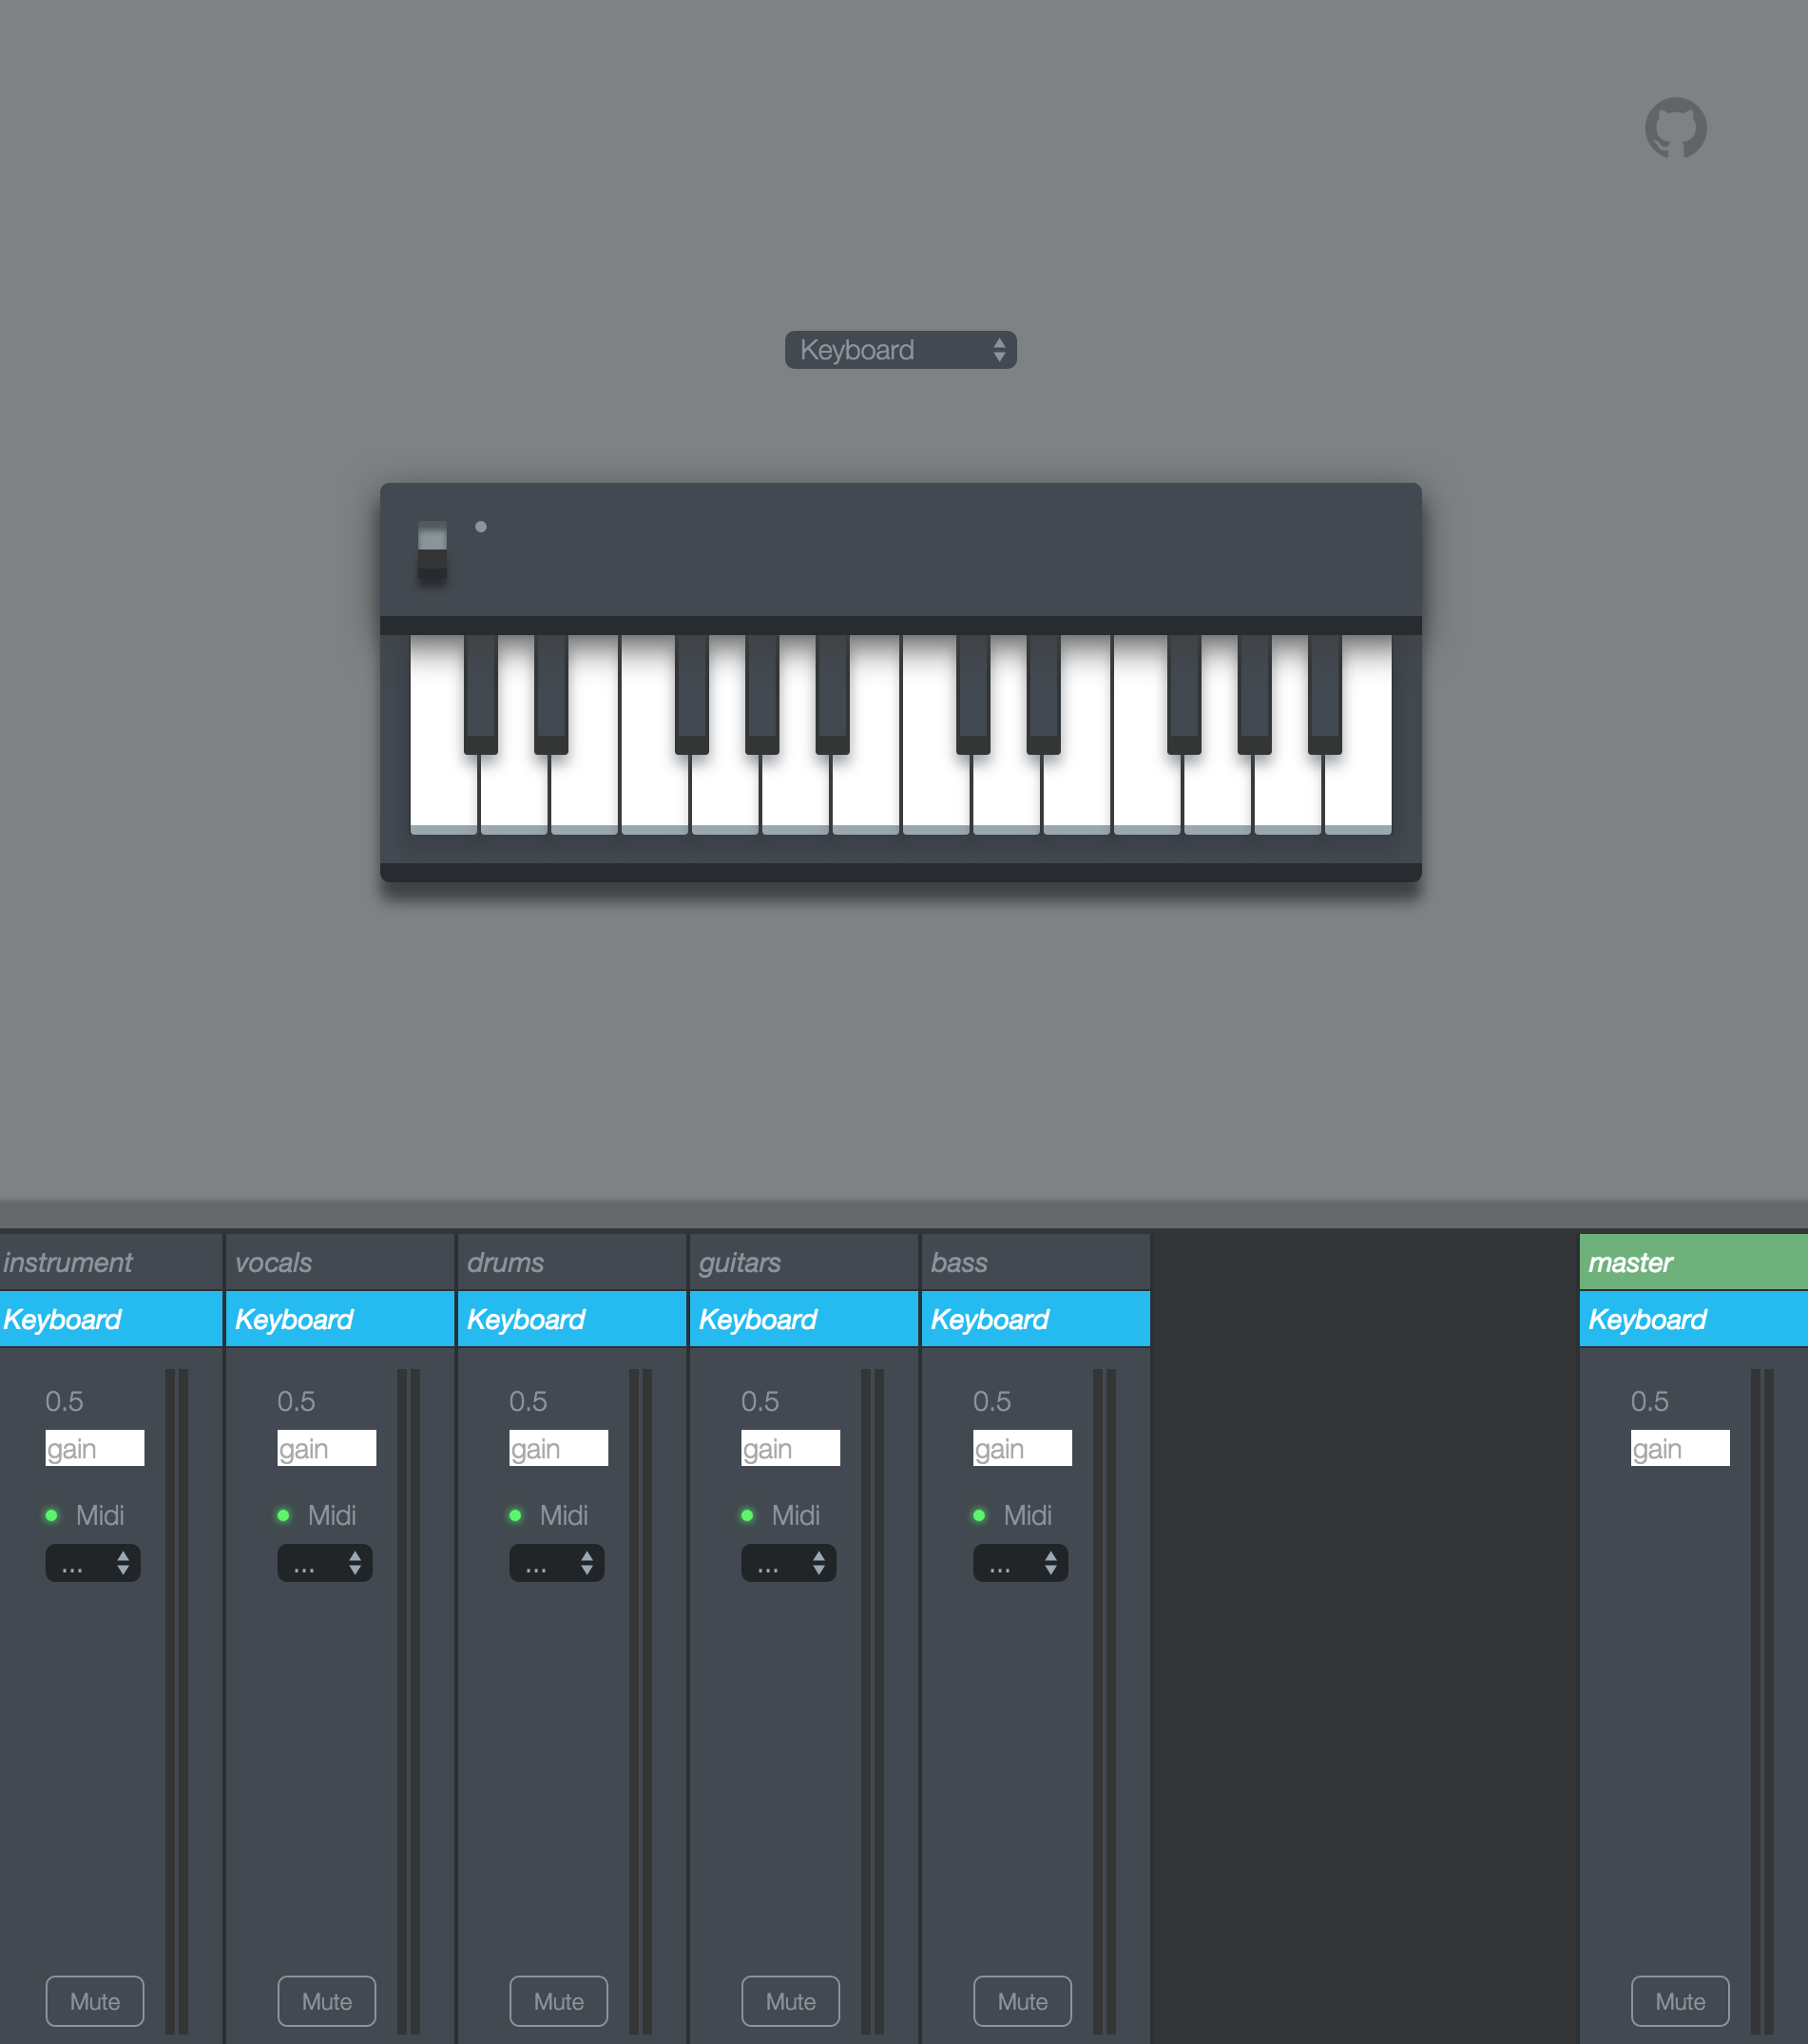 Keyboard
instrument vocals drums guitars bass master
Keyboard Keyboard Keyboard Keyboard Keyboard Keyboard
0.5 0.5 0.5 0.5 0.5 0.5
gain gain gain gain gain gain
Midi Midi Midi Midi Midi
... ... ... ... ...
Mute Mute Mute Mute Mute Mute